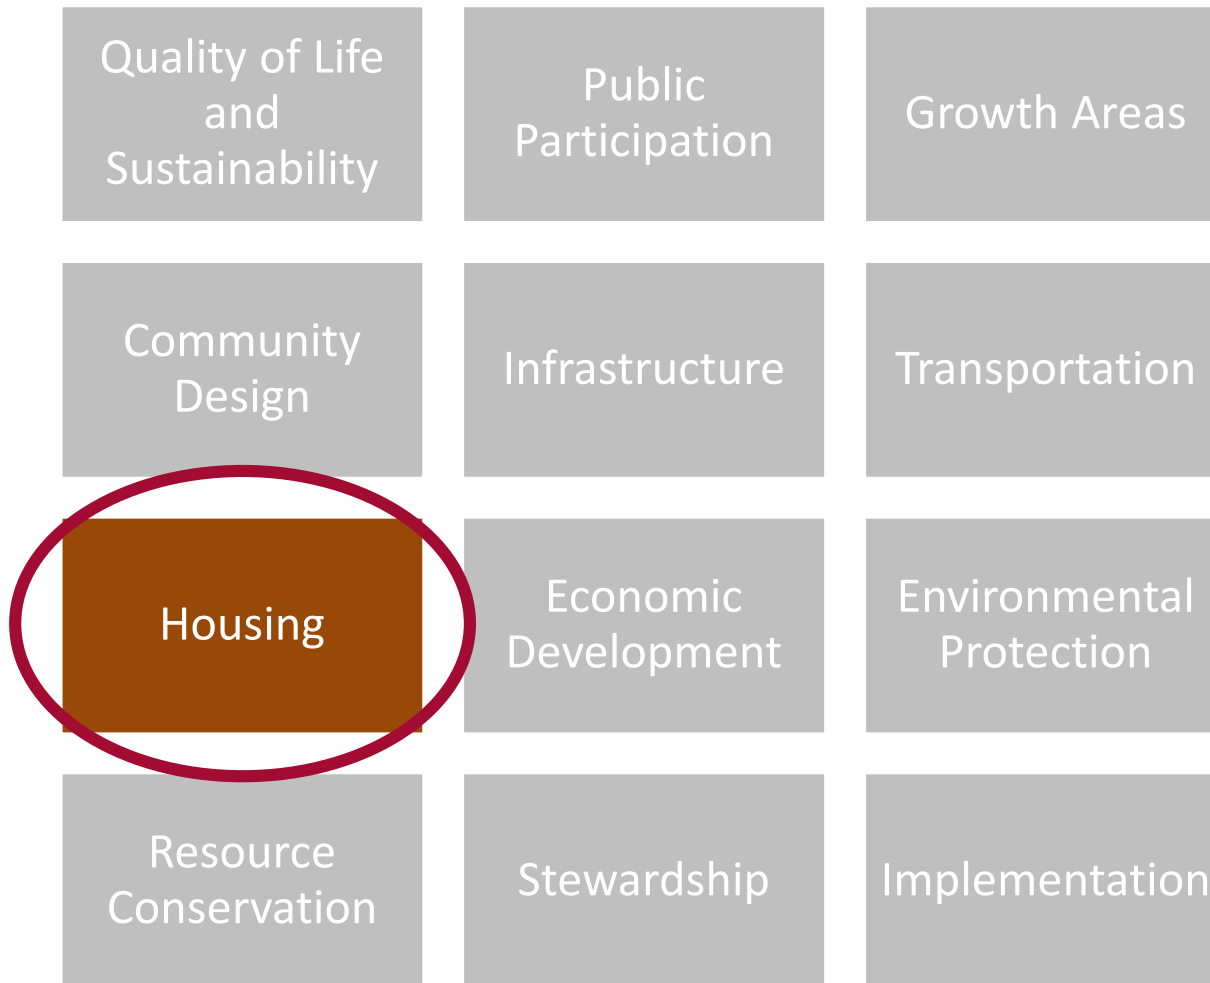 Quality of Life
and
Sustainability
Public
Participation
Growth Areas
Community
Design
Infrastructure
Transportation
Housing
Economic
Development
Environmental
Protection
Resource
Conservation
Stewardship
Implementation